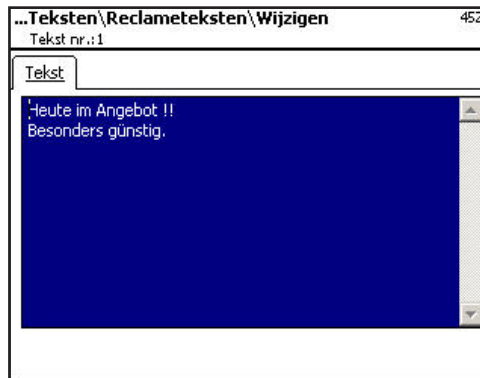 ...Teksten\Reclameteksten\Wijzigen 452
Tekst nr.:1
Tekst
Heute im Angebot !!
Besonders günstig.